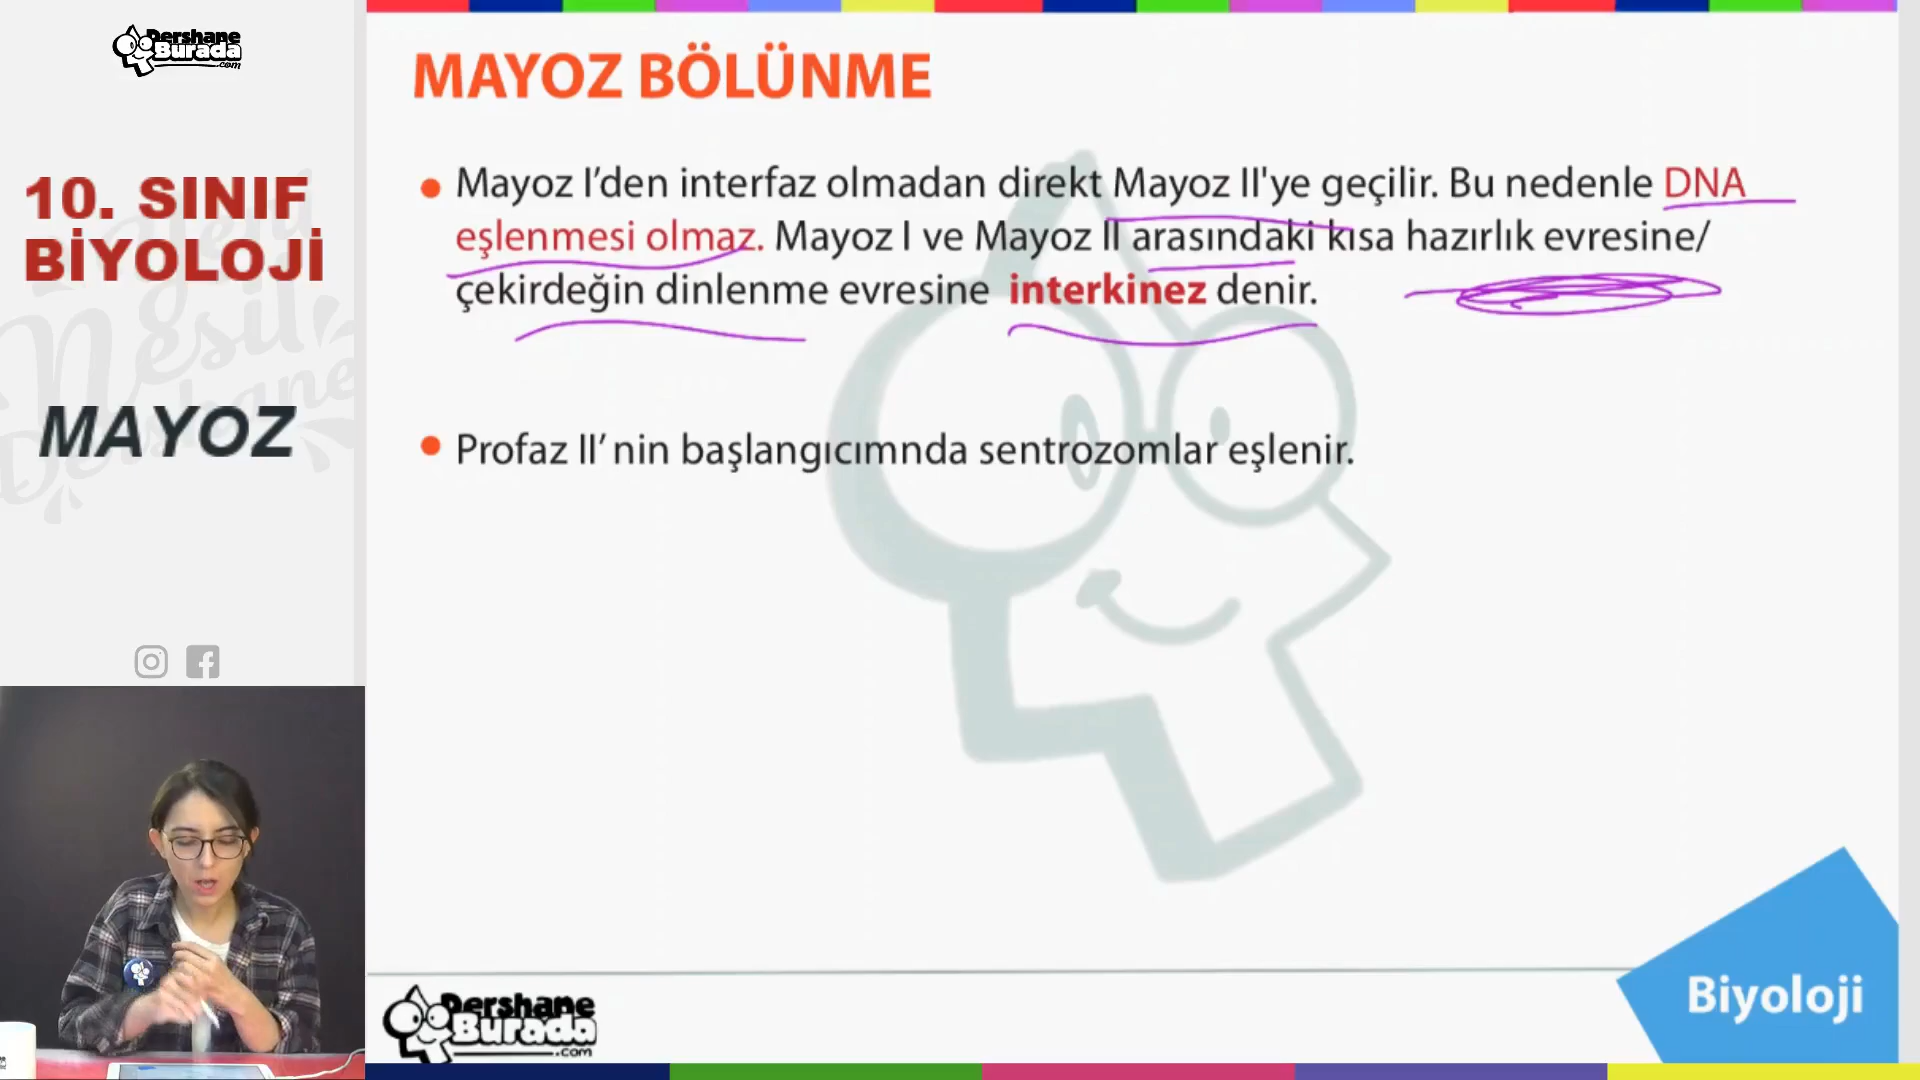 Dershane
Burada
.com
10. SINIF
BİYOLOJİ
MAYOZ
MAYOZ BÖLÜNME
Mayoz I’den interfaz olmadan direkt Mayoz II'ye geçilir. Bu nedenle DNA
eşlenmesi olmaz. Mayoz I ve Mayoz II arasındaki kısa hazırlık evresine/
çekirdeğin dinlenme evresine interkinez denir.
Profaz II’ nin başlangıcımnda sentrozomlar eşlenir.
Dershane
Burada
.com
Biyoloji